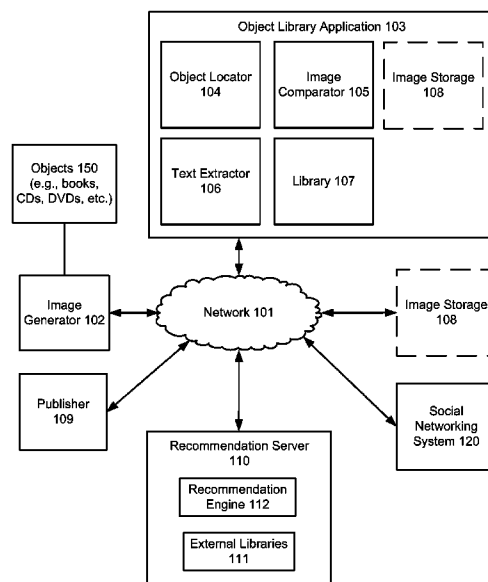 Object Library Application 103
Object Locator
104
Image
Comparator 105
Image Storage
108
Text Extractor
106
Library 107
Objects 150
(e.g., books,
CDs, DVDs, etc.)
Image
Generator 102
Network 101
Image Storage
108
Publisher
109
Social
Networking
System 120
Recommendation Server
110
Recommendation
Engine 112
External Libraries
111